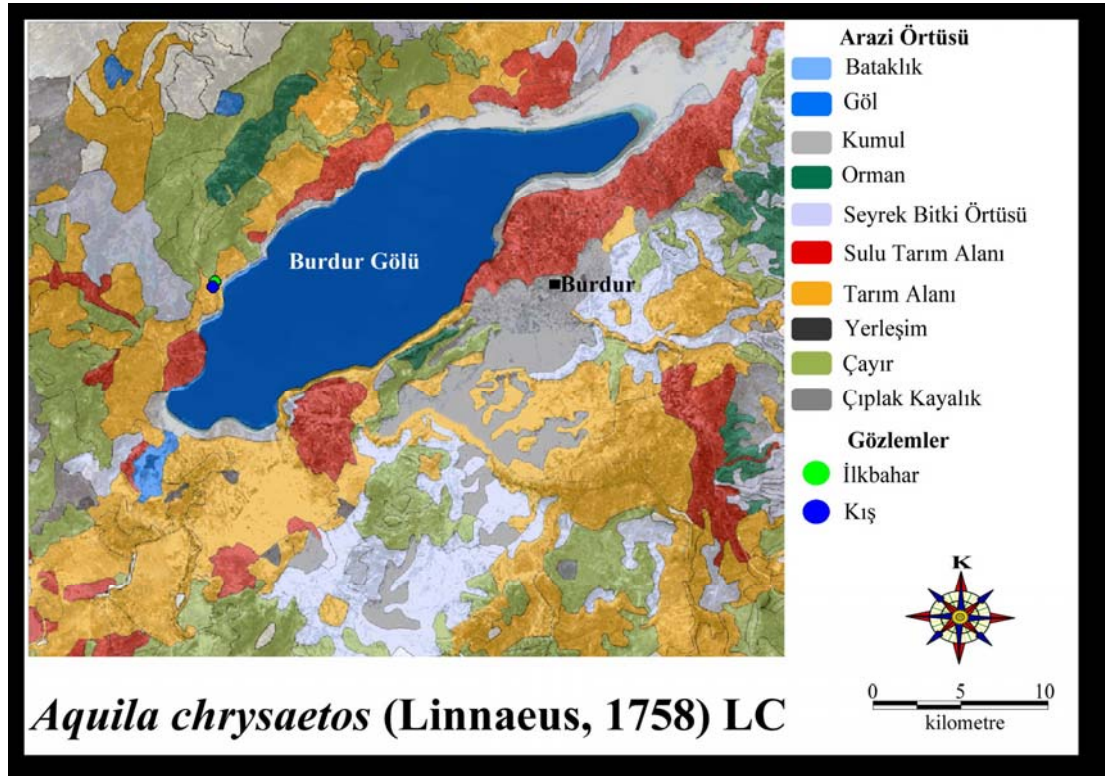 Arazi Örtüsü
Bataklık
Göl
Kumul
Orman
Seyrek Bitki Örtüsü
Sulu Tarım Alanı
Tarım Alanı
Yerleşim
Çayır
Çıplak Kayalık
Gözlemler
İlkbahar
Kış
Burdur Gölü
Burdur
K
0 5 10
kilometre
Aquila chrysaetos (Linnaeus, 1758) LC